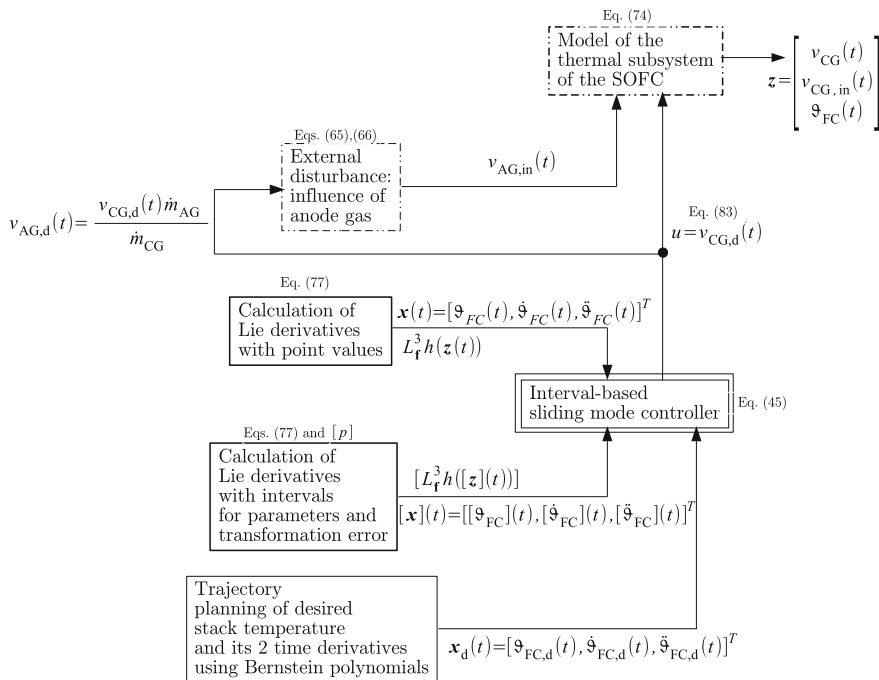 Eq. (74)
Model of the
thermal subsystem
of the SOFC
z = [v_CG(t)
v_CG,in(t)
ϑ_FC(t)]
Eqs. (65),(66)
External
disturbance:
influence of
anode gas
v_AG,in(t)
v_AG,d(t)= v_CG,d(t) ṁ_AG / ṁ_CG
Eq. (83)
u=v_CG,d(t)
Eq. (77)
Calculation of
Lie derivatives
with point values
x(t)=[ϑ_FC(t), ϑ̇_FC(t), ϑ̈_FC(t)]^T
L_f^3 h(z(t))
Interval-based
sliding mode controller
Eq. (45)
Eqs. (77) and [p]
Calculation of
Lie derivatives
with intervals
for parameters and
transformation error
[L_f^3 h([z](t))]
[x](t)=[[ϑ_FC](t), [ϑ̇_FC](t), [ϑ̈_FC](t)]^T
Trajectory
planning of desired
stack temperature
and its 2 time derivatives
using Bernstein polynomials
x_d(t)=[ϑ_FC,d(t), ϑ̇_FC,d(t), ϑ̈_FC,d(t)]^T